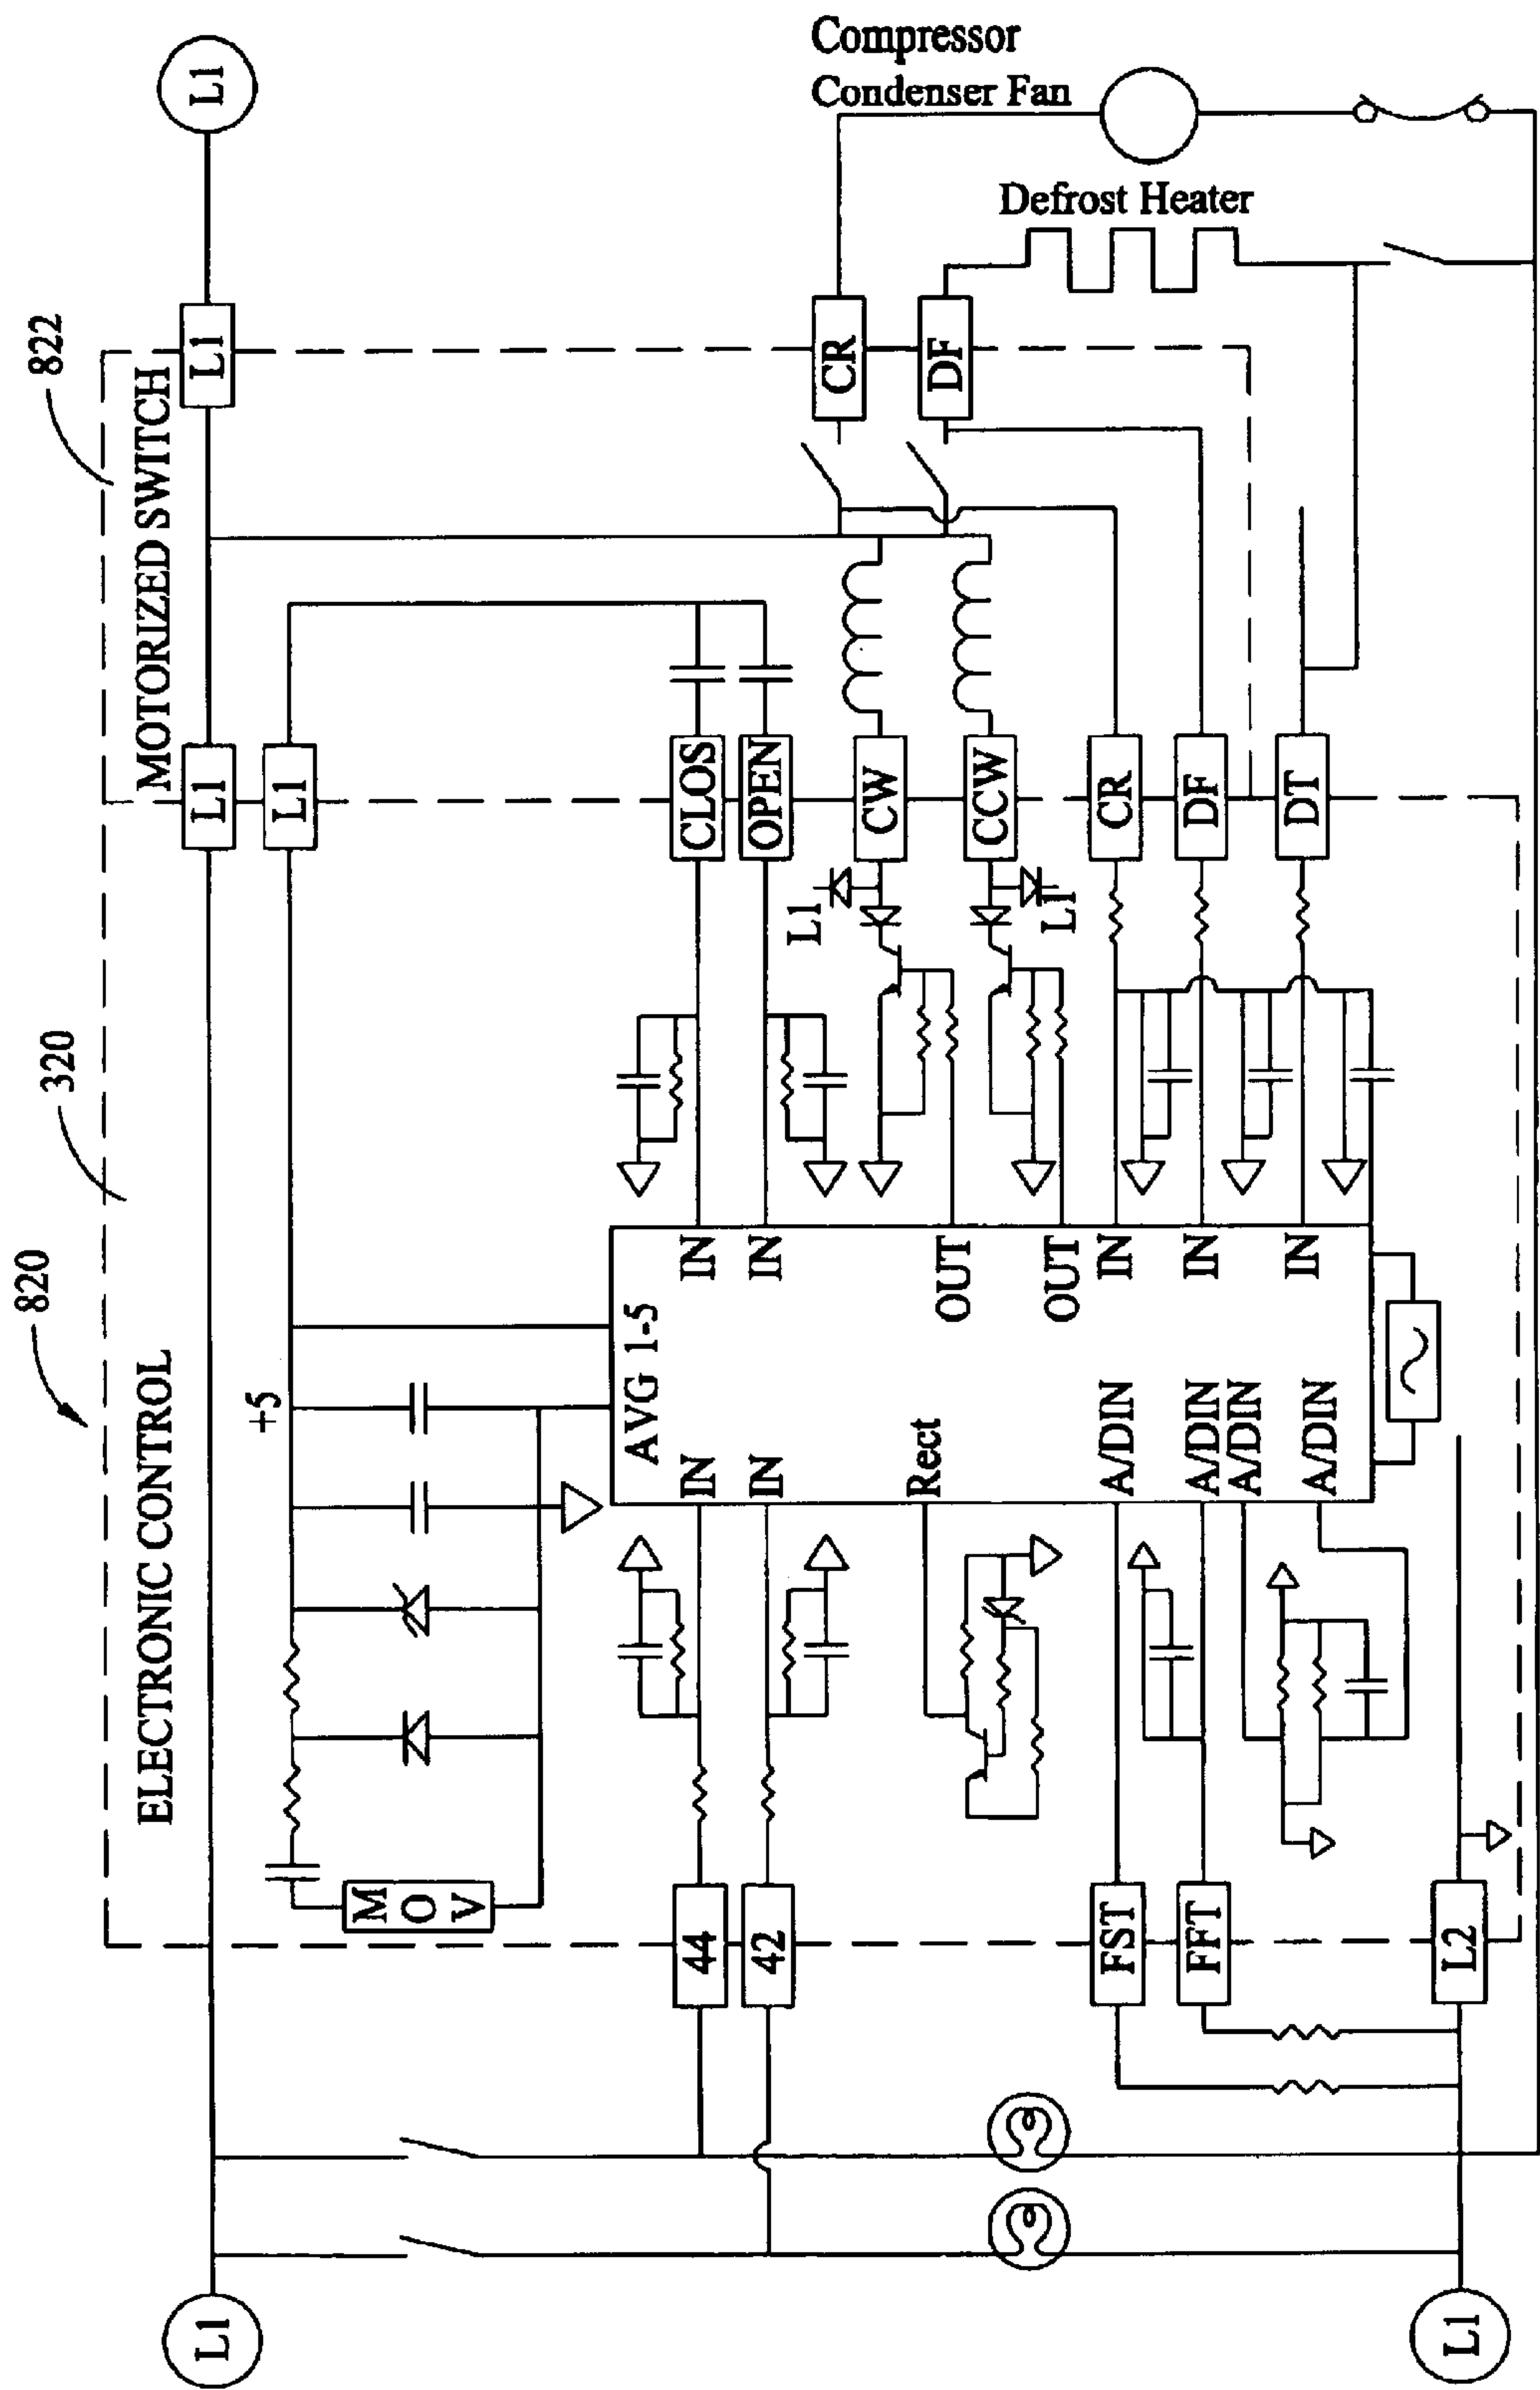 820
320
822
ELECTRONIC CONTROL
MOTORIZED SWITCH
L1
L1
L1
L1
L1
+5
M
O
V
AVG 1-5
44
IN
IN
CLOS
42
IN
IN
OPEN
L1
CW
Rect
OUT
CCW
L1
OUT
CR
DF
Compressor
Condenser Fan
Defrost Heater
FST
A/DIN
IN
CR
FFT
A/DIN
IN
DF
A/DIN
A/DIN
IN
DT
L2
L1